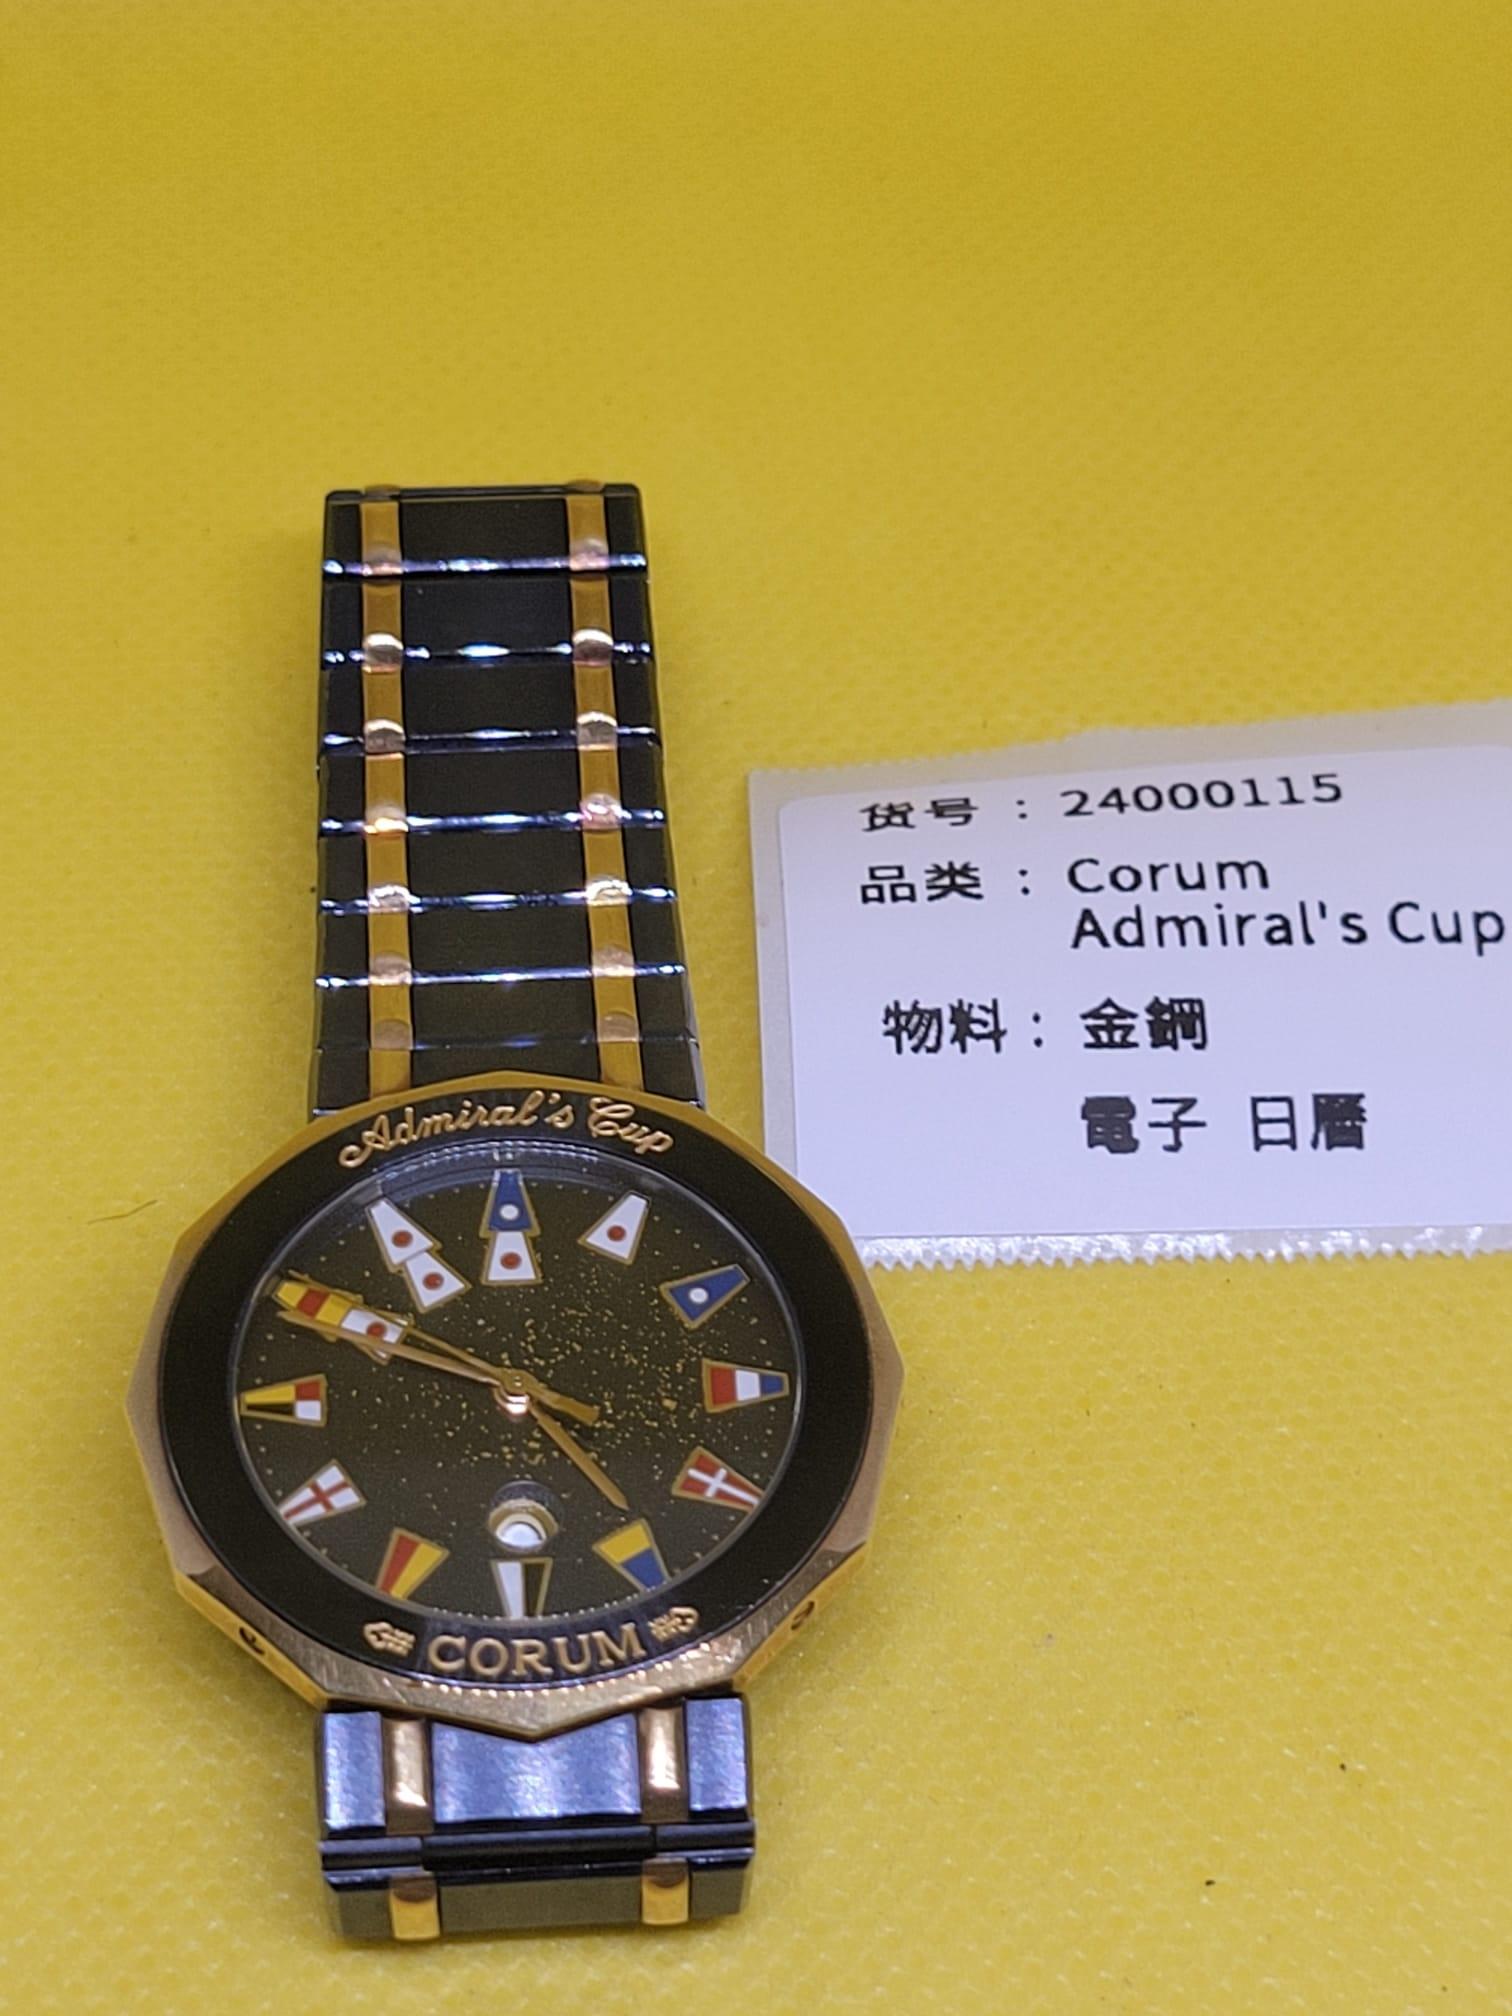 Admiral's Cup
CORUM
货号 : 24000115
品类 : Corum
Admiral's Cup
物料 : 金鋼
電子 日曆